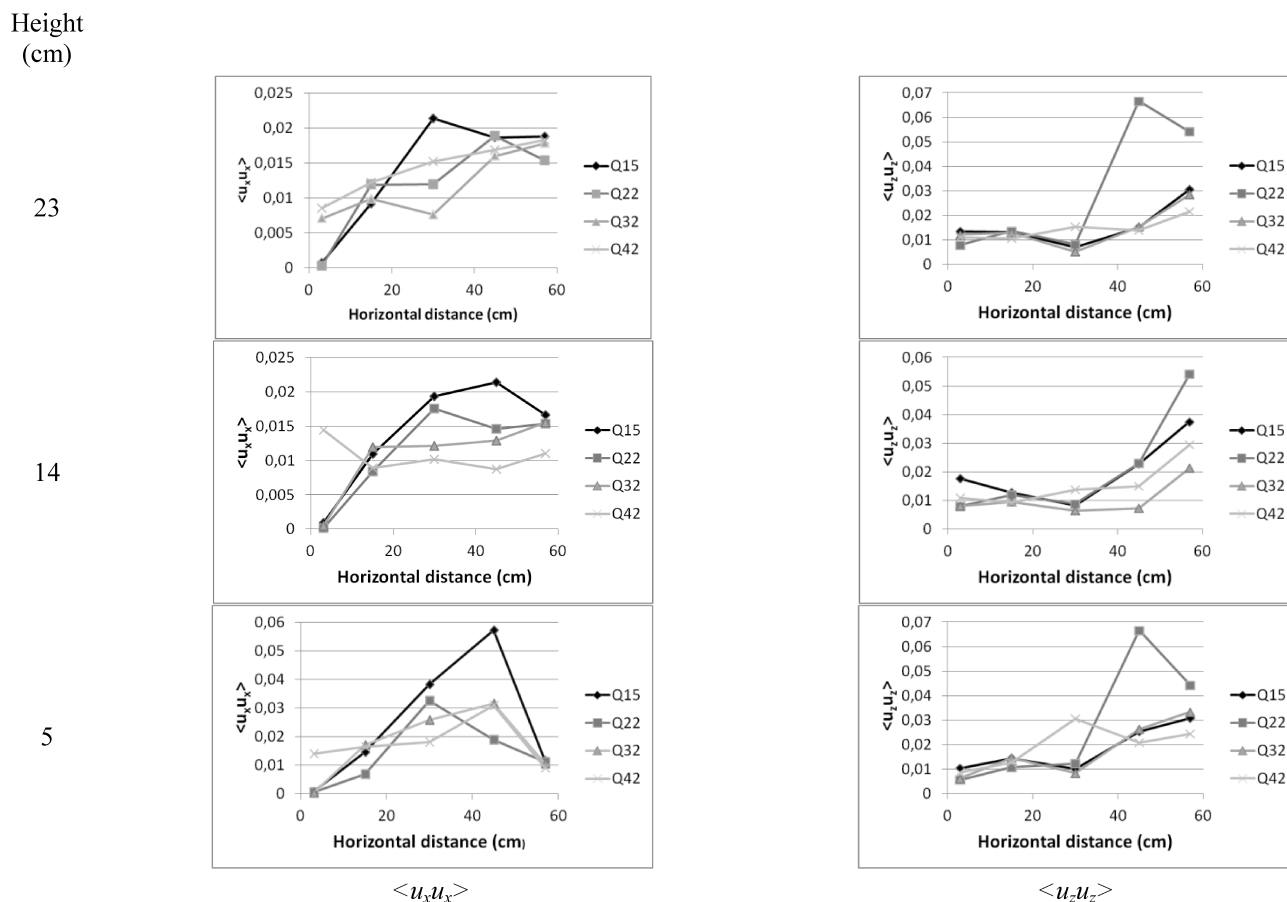 Height
(cm)
23
0,025
0,02
0,015
0,01
0,005
0
<uxux>
0 20 40 60
Horizontal distance (cm)
Q15
Q22
Q32
Q42
0,07
0,06
0,05
0,04
0,03
0,02
0,01
0
<uzuz>
0 20 40 60
Horizontal distance (cm)
Q15
Q22
Q32
Q42
14
0,025
0,02
0,015
0,01
0,005
0
<uxux>
0 20 40 60
Horizontal distance (cm)
Q15
Q22
Q32
Q42
0,06
0,05
0,04
0,03
0,02
0,01
0
<uzuz>
0 20 40 60
Horizontal distance (cm)
Q15
Q22
Q32
Q42
5
0,06
0,05
0,04
0,03
0,02
0,01
0
<uxux>
0 20 40 60
Horizontal distance (cm)
Q15
Q22
Q32
Q42
0,07
0,06
0,05
0,04
0,03
0,02
0,01
0
<uzuz>
0 20 40 60
Horizontal distance (cm)
Q15
Q22
Q32
Q42
<uxux>
<uzuz>